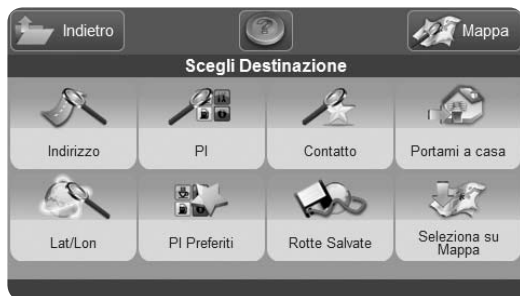 Indietro
Mappa
Scegli Destinazione
Indirizzo
PI
Contatto
Portami a casa
Lat/Lon
PI Preferiti
Rotte Salvate
Seleziona su
Mappa